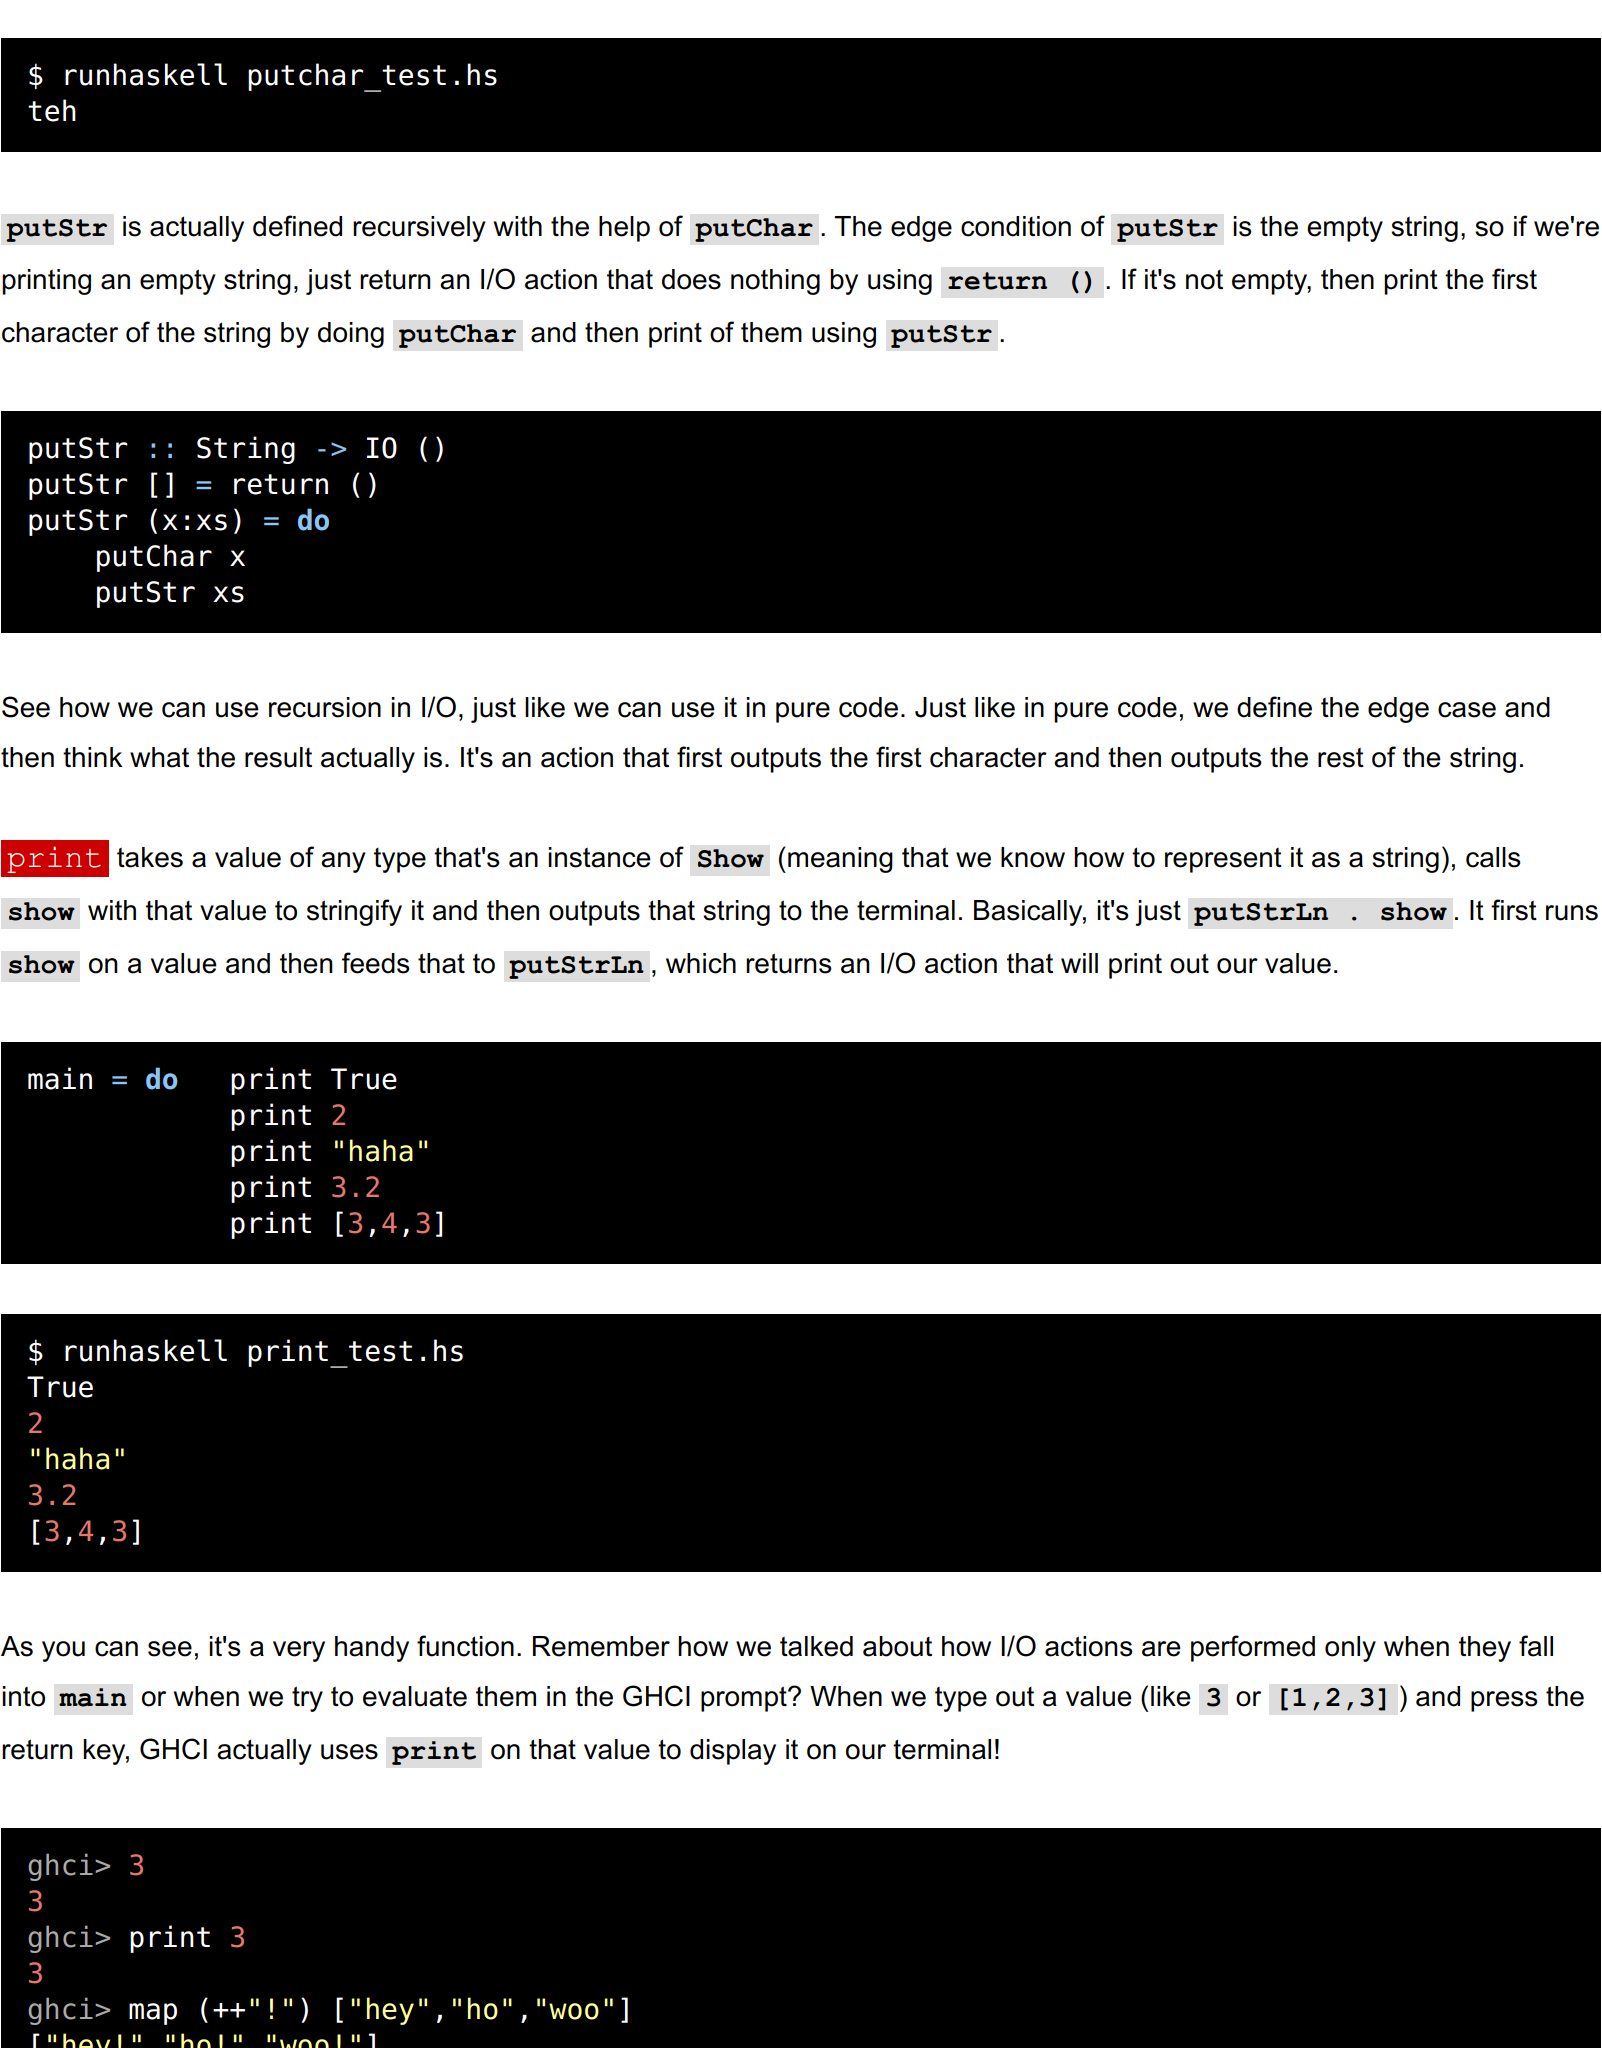 $ runhaskell putchar_test.hs
teh
putStr is actually defined recursively with the help of putChar. The edge condition of putStr is the empty string, so if we're
printing an empty string, just return an I/O action that does nothing by using return (). If it's not empty, then print the first
character of the string by doing putChar and then print of them using putStr.
putStr :: String -> IO ()
putStr [] = return ()
putStr (x:xs) = do
    putChar x
    putStr xs
See how we can use recursion in I/O, just like we can use it in pure code. Just like in pure code, we define the edge case and
then think what the result actually is. It's an action that first outputs the first character and then outputs the rest of the string.
print takes a value of any type that's an instance of Show (meaning that we know how to represent it as a string), calls
show with that value to stringify it and then outputs that string to the terminal. Basically, it's just putStrLn . show. It first runs
show on a value and then feeds that to putStrLn, which returns an I/O action that will print out our value.
main = do   print True
            print 2
            print "haha"
            print 3.2
            print [3,4,3]
$ runhaskell print_test.hs
True
2
"haha"
3.2
[3,4,3]
As you can see, it's a very handy function. Remember how we talked about how I/O actions are performed only when they fall
into main or when we try to evaluate them in the GHCI prompt? When we type out a value (like 3 or [1,2,3]) and press the
return key, GHCI actually uses print on that value to display it on our terminal!
ghci> 3
3
ghci> print 3
3
ghci> map (++"!") ["hey","ho","woo"]
["hey!","ho!","woo!"]